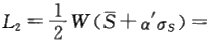 L₂ = 1/2 W(S̄ + α′σ_S) =